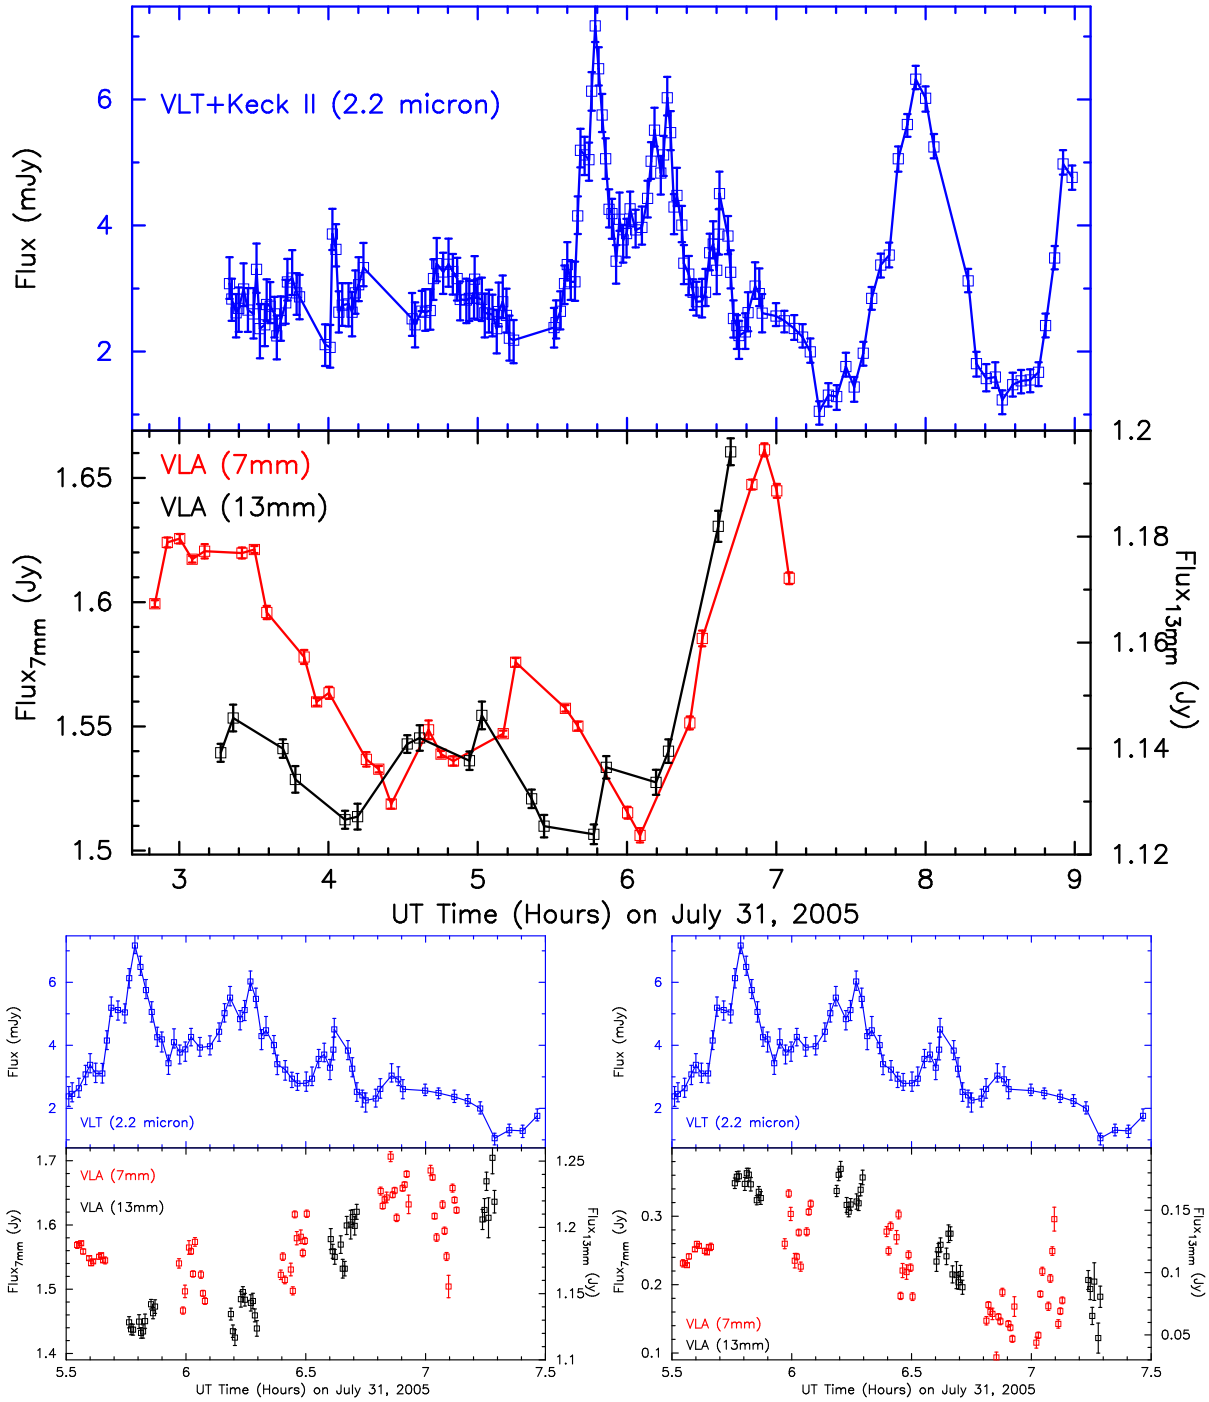 VLT+Keck II (2.2 micron)
Flux (mJy)
6
4
2
VLA (7mm)
VLA (13mm)
Flux7mm (Jy)
1.65
1.6
1.55
1.5
1.2
1.18
1.16
1.14
1.12
Flux13mm (Jy)
3 4 5 6 7 8 9
UT Time (Hours) on July 31, 2005
Flux (mJy)
6
4
2
VLT (2.2 micron)
VLA (7mm)
VLA (13mm)
Flux7mm (Jy)
1.7
1.6
1.5
1.4
1.25
1.2
1.15
1.1
Flux13mm (Jy)
5.5 6 6.5 7 7.5
UT Time (Hours) on July 31, 2005
Flux (mJy)
6
4
2
VLT (2.2 micron)
Flux7mm (Jy)
0.3
0.2
0.1
VLA (7mm)
VLA (13mm)
0.15
0.1
0.05
Flux13mm (Jy)
5.5 6 6.5 7 7.5
UT Time (Hours) on July 31, 2005